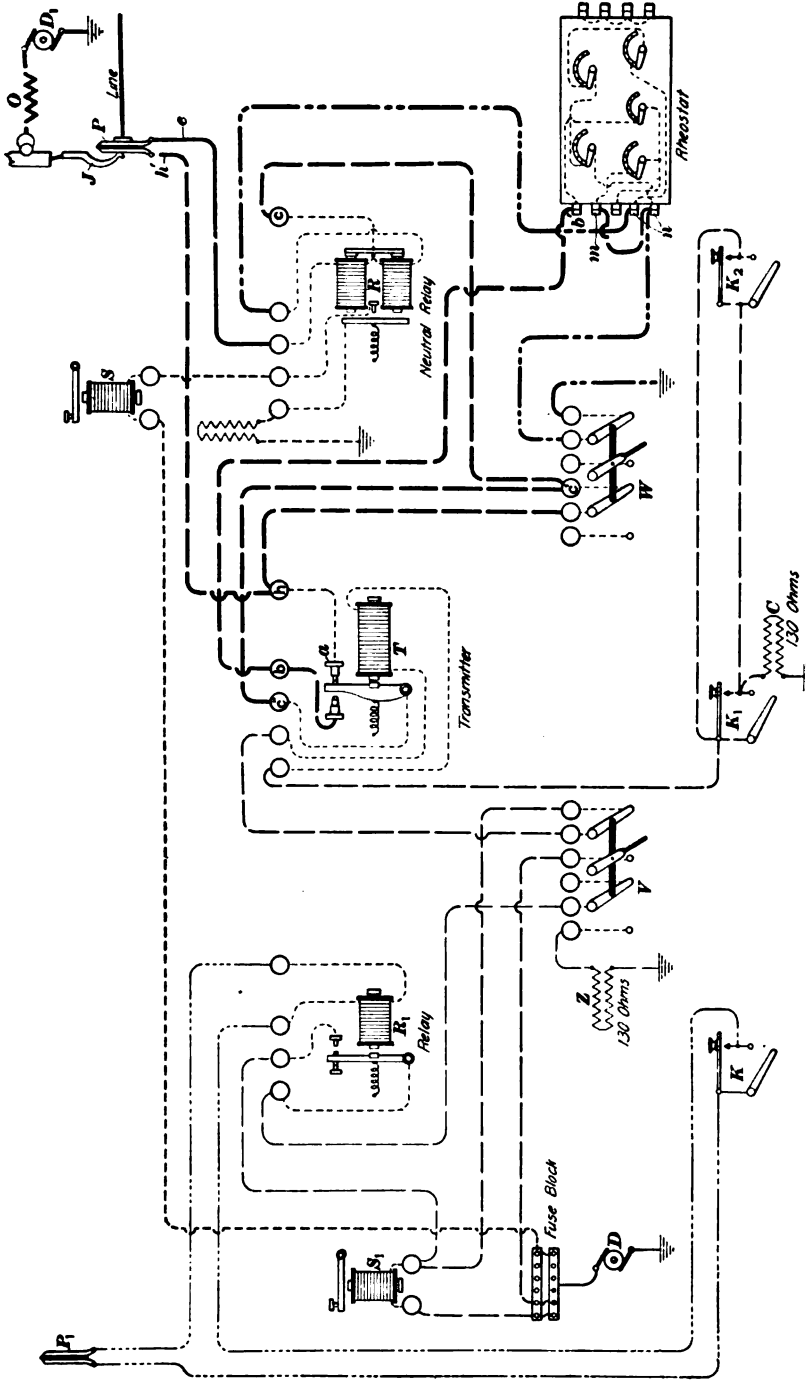 D₁
O
Line
P
J
h
e
b
m
n
Rheostat
c
R
Neutral Relay
S
K₂
c
W
h
b
c
a
T
Transmitter
K₁
C
130 Ohms
V
Z
130 Ohms
R₁
Relay
K
S₁
Fuse Block
D
P₁